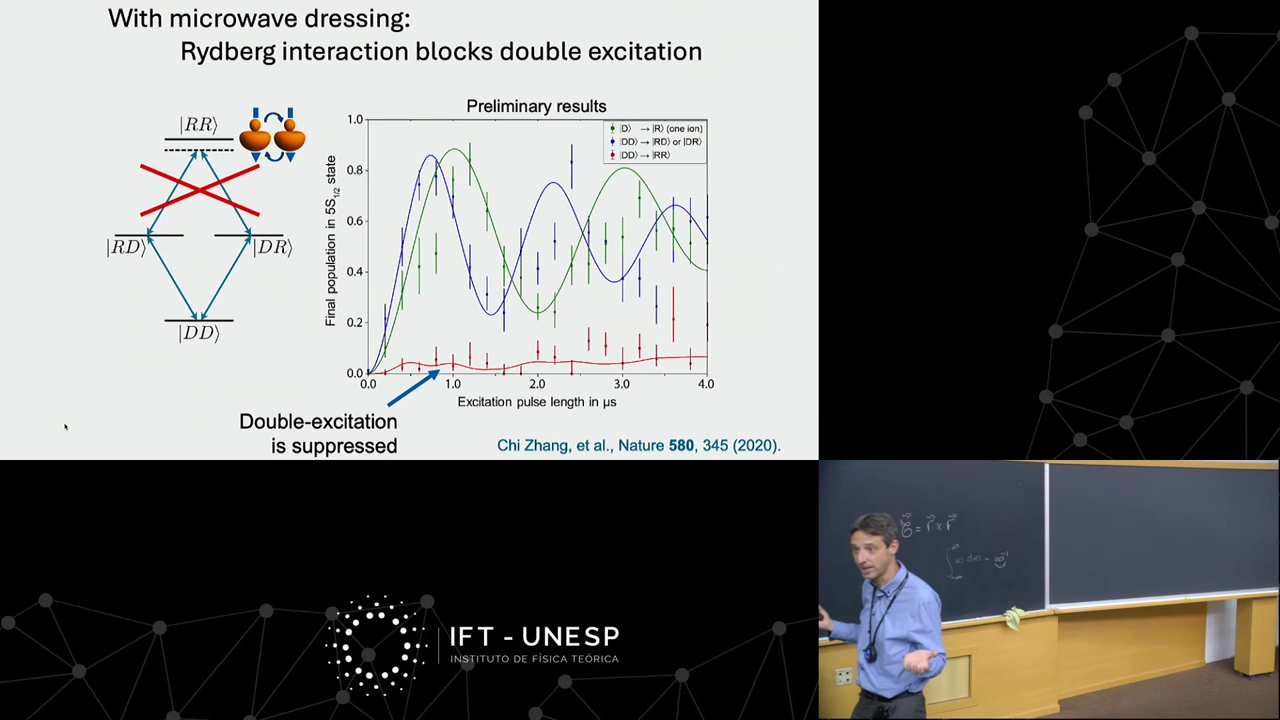 With microwave dressing:
Rydberg interaction blocks double excitation
|RR⟩
|RD⟩
|DR⟩
|DD⟩
Preliminary results
|D⟩ → |R⟩ (one ion)
|DD⟩ → |RD⟩ or |DR⟩
|DD⟩ → |RR⟩
Final population in 5S1/2 state
1.0
0.8
0.6
0.4
0.2
0.0
0.0 1.0 2.0 3.0 4.0
Excitation pulse length in µs
Double-excitation
is suppressed
Chi Zhang, et al., Nature 580, 345 (2020).
IFT - UNESP
INSTITUTO DE FÍSICA TEÓRICA